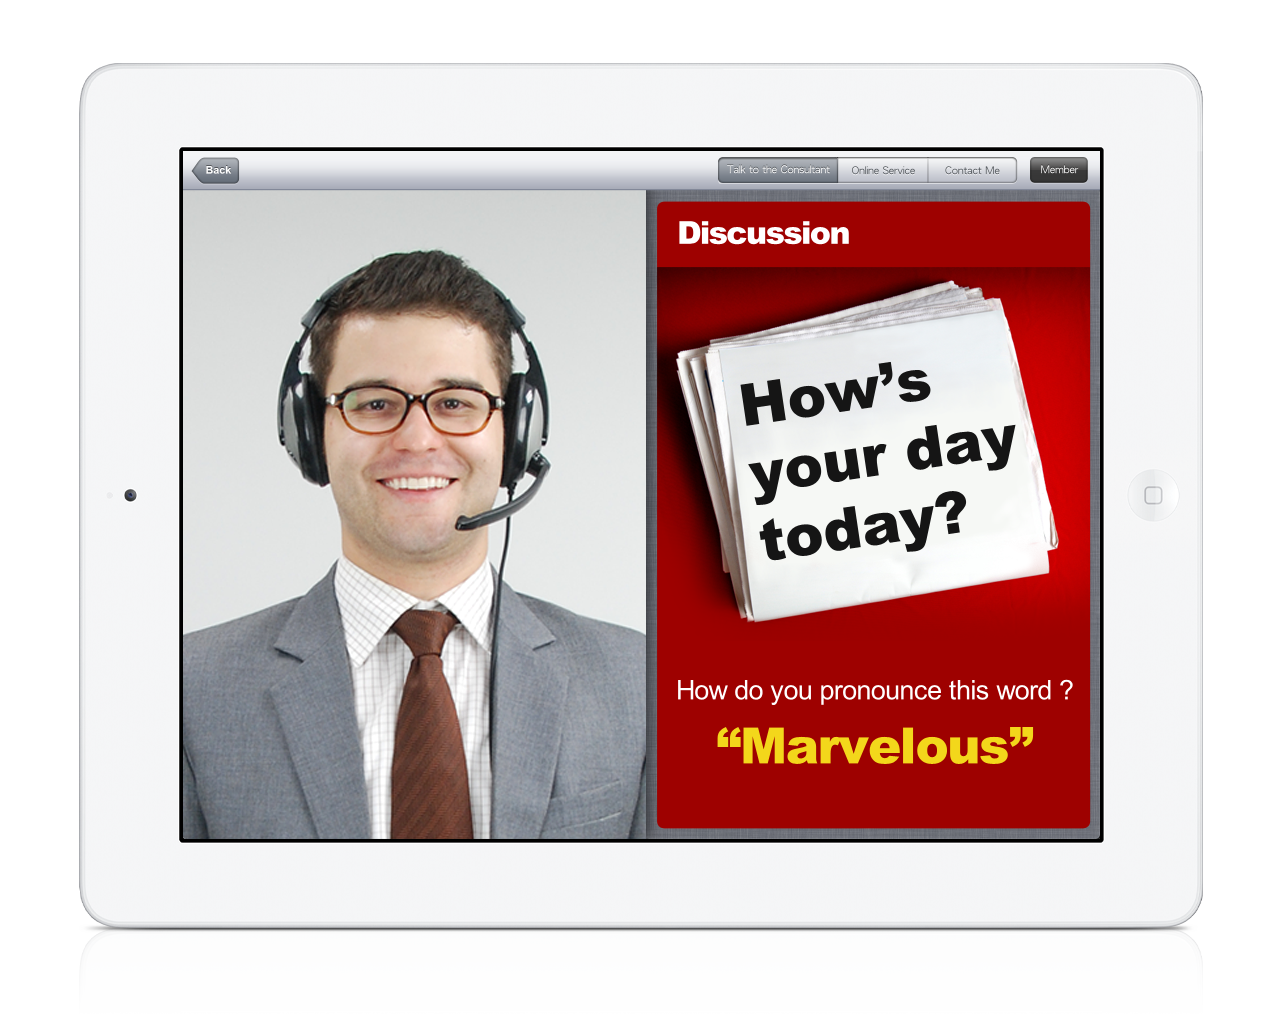 Back
Talk to the Consultant
Online Service
Contact Me
Member
Discussion
How’s
your day
today?
How do you pronounce this word ?
“Marvelous”